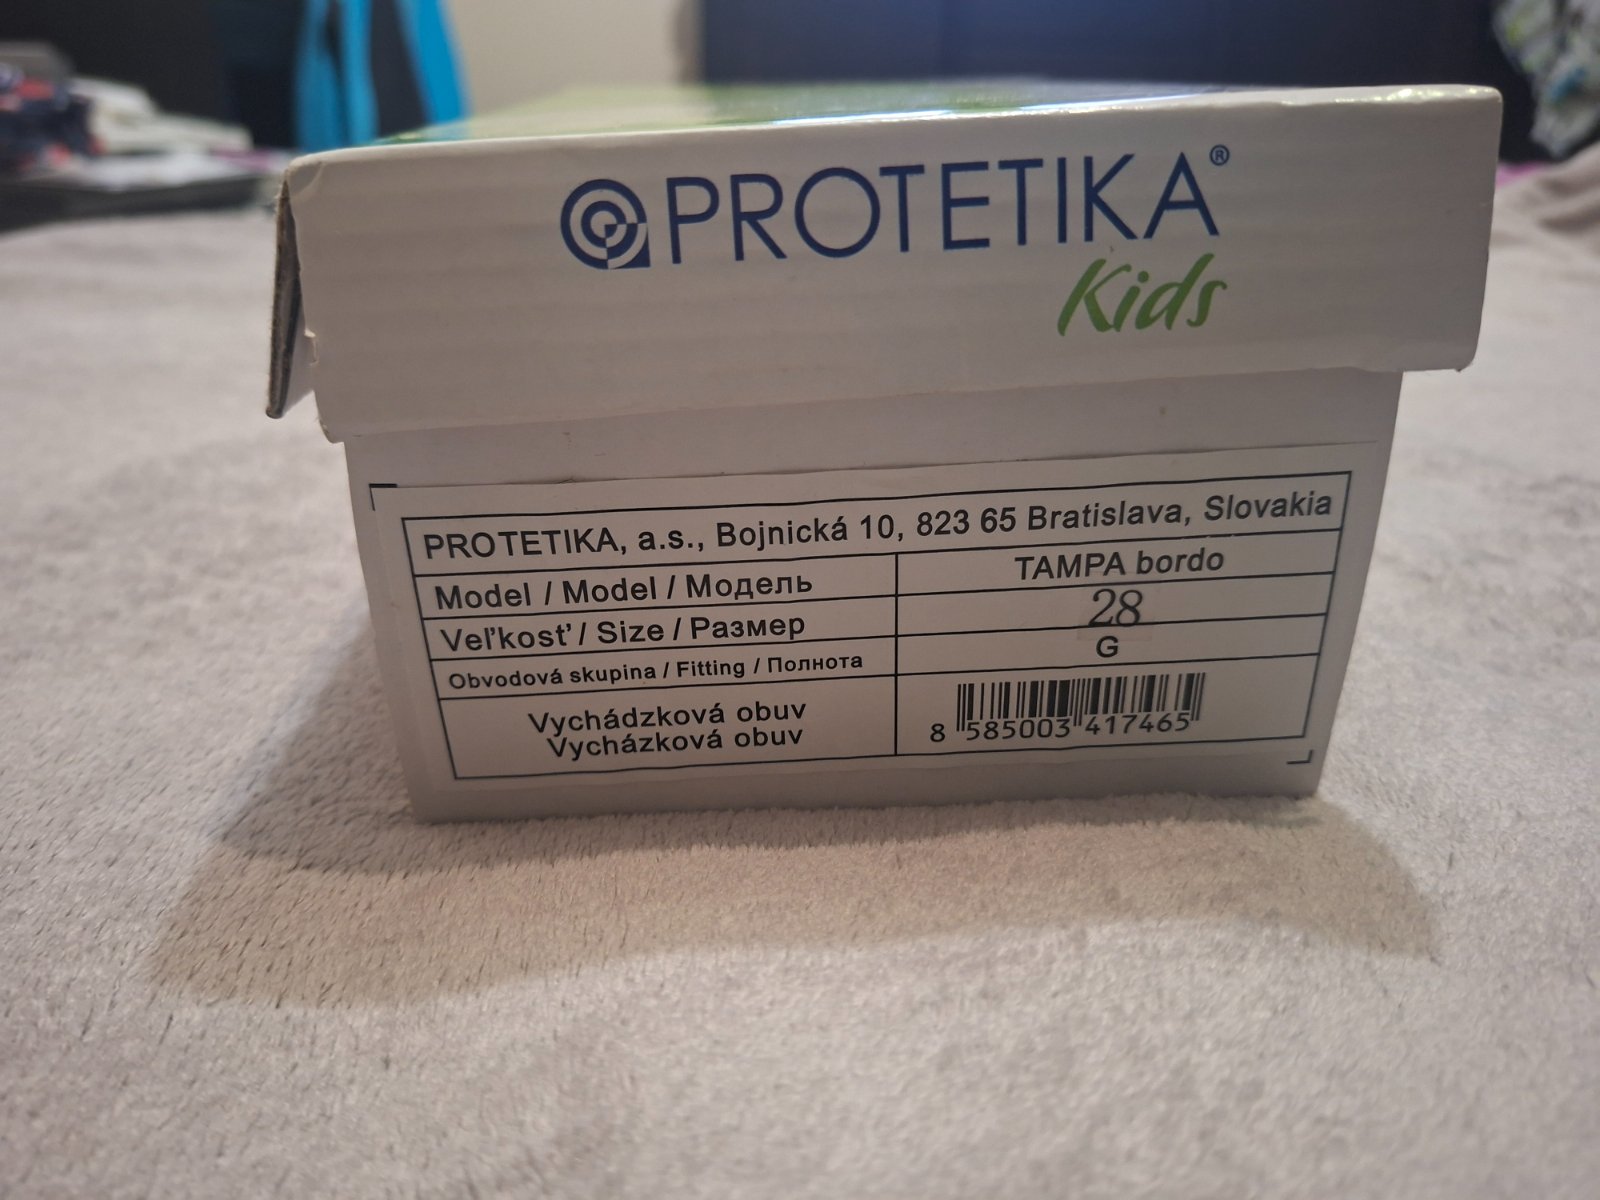 PROTETIKA®
Kids
PROTETIKA, a.s., Bojnická 10, 823 65 Bratislava, Slovakia
Model / Model / Модель TAMPA bordo
Veľkosť / Size / Размер 28
Obvodová skupina / Fitting / Полнота G
Vychádzková obuv
Vycházková obuv
8 585003 417465